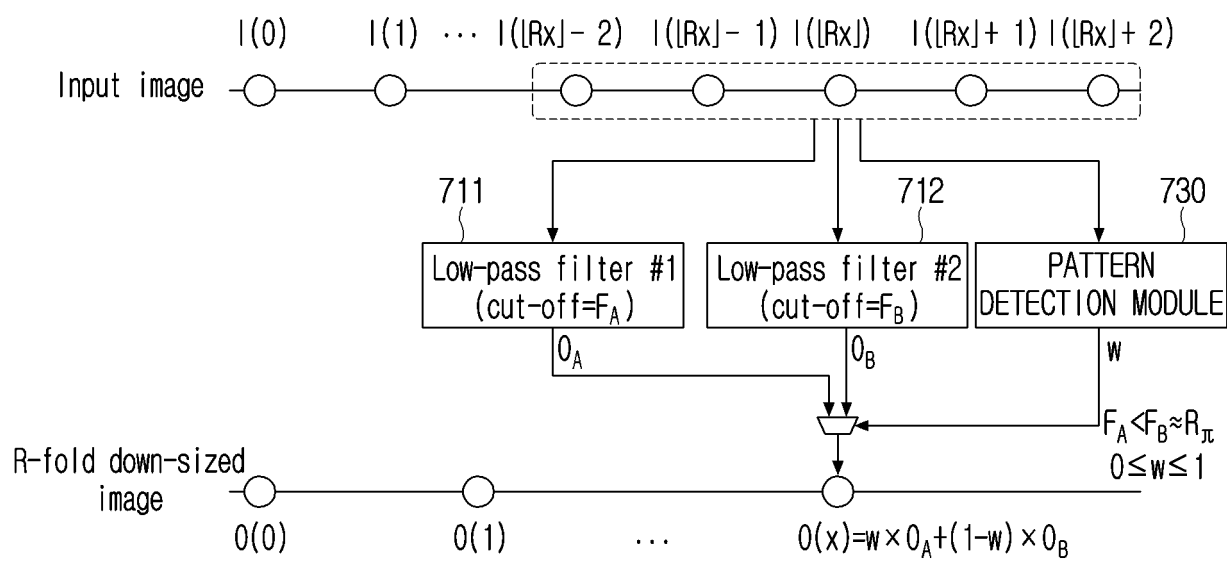 I(0) I(1) ··· I(⌊Rx⌋- 2) I(⌊Rx⌋- 1) I(⌊Rx⌋) I(⌊Rx⌋+ 1) I(⌊Rx⌋+ 2)
Input image
711 712 730
Low-pass filter #1
(cut-off=F_A)
Low-pass filter #2
(cut-off=F_B)
PATTERN
DETECTION MODULE
O_A O_B w
F_A<F_B≈R_π
0≤w≤1
R-fold down-sized
image
O(0) O(1) ··· O(x)=w×O_A+(1-w)×O_B